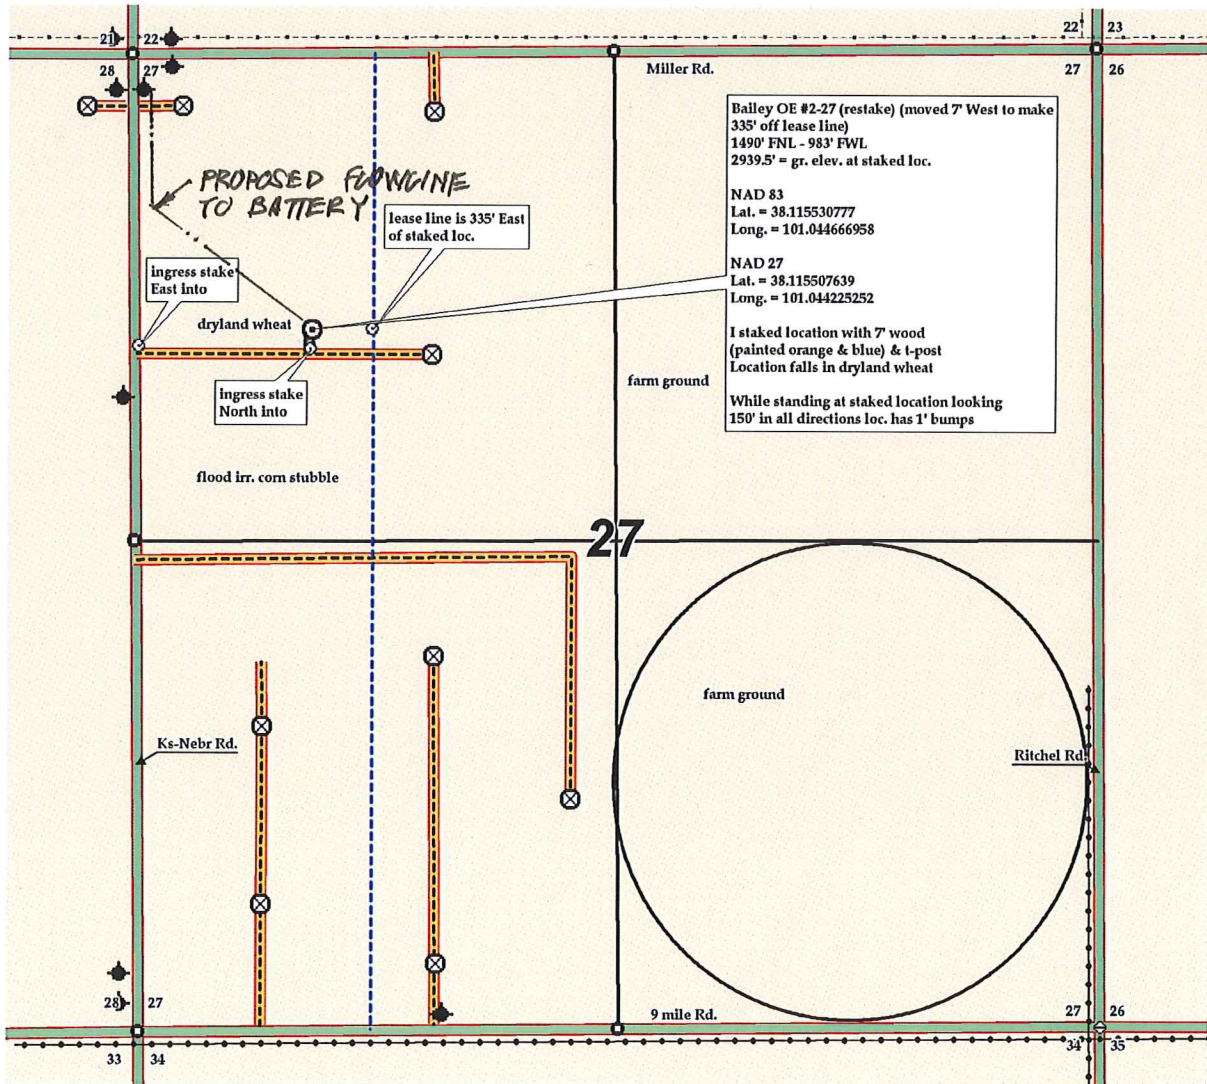 21 22
22 23
28 27
27 26
Miller Rd.
Bailey OE #2-27 (restake) (moved 7' West to make
335' off lease line)
1490' FNL - 983' FWL
2939.5' = gr. elev. at staked loc.
NAD 83
Lat. = 38.115530777
Long. = 101.044666958
NAD 27
Lat. = 38.115507639
Long. = 101.044225252
I staked location with 7' wood
(painted orange & blue) & t-post
Location falls in dryland wheat
While standing at staked location looking
150' in all directions loc. has 1' bumps
PROPOSED FLOWLINE
TO BATTERY
lease line is 335' East
of staked loc.
ingress stake
East into
dryland wheat
ingress stake
North into
farm ground
flood irr. corn stubble
27
farm ground
Ks-Nebr Rd.
Ritchel Rd.
28 27
9 mile Rd.
27 26
33 34
34 35